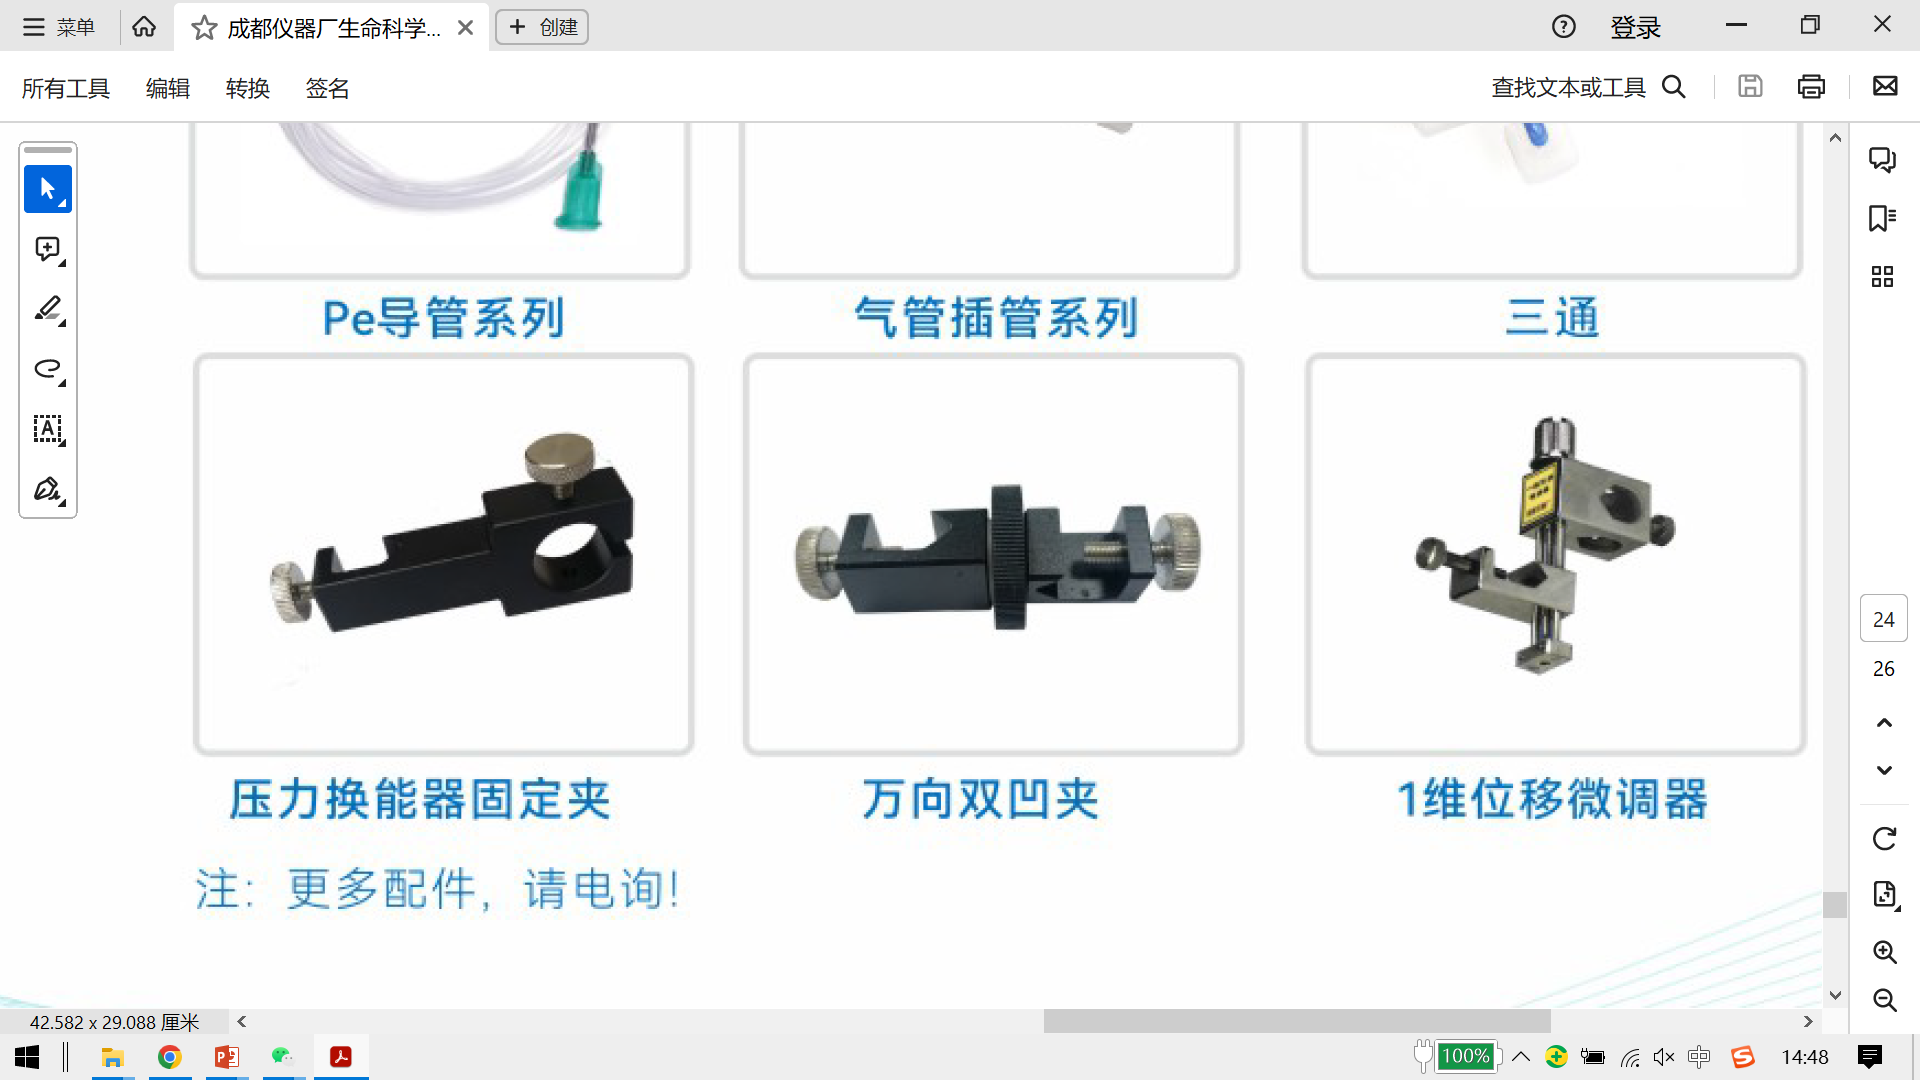 菜单
成都仪器厂生命科学...
创建
登录
所有工具
编辑
转换
签名
查找文本或工具
Pe导管系列
气管插管系列
三通
压力换能器固定夹
万向双凹夹
1维位移微调器
注：更多配件，请电询！
24
26
42.582 x 29.088 厘米
100%
中
14:48